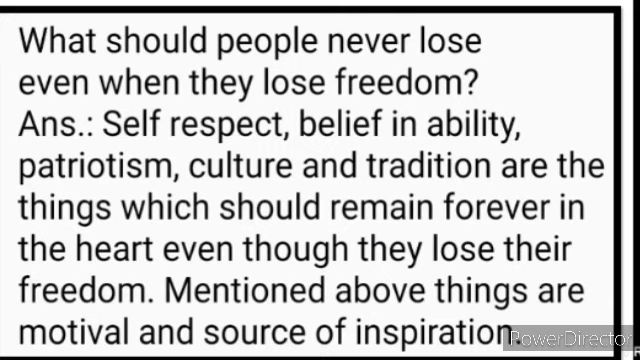 What should people never lose
even when they lose freedom?
Ans.: Self respect, belief in ability,
patriotism, culture and tradition are the
things which should remain forever in
the heart even though they lose their
freedom. Mentioned above things are
motival and source of inspiration.
PowerDirector